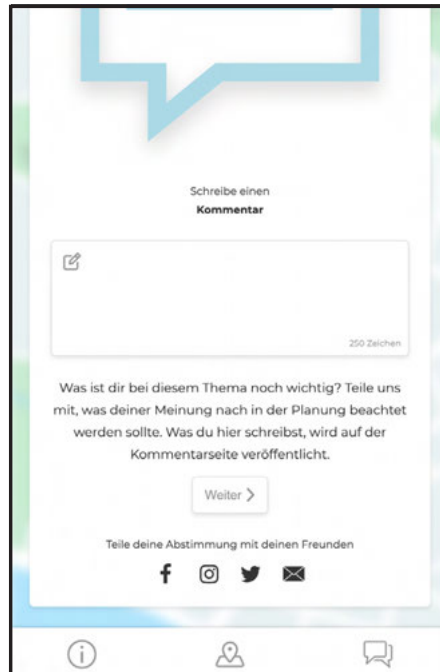 Schreibe einen
Kommentar
250 Zeichen
Was ist dir bei diesem Thema noch wichtig? Teile uns
mit, was deiner Meinung nach in der Planung beachtet
werden sollte. Was du hier schreibst, wird auf der
Kommentarseite veröffentlicht.
Weiter
Teile deine Abstimmung mit deinen Freunden